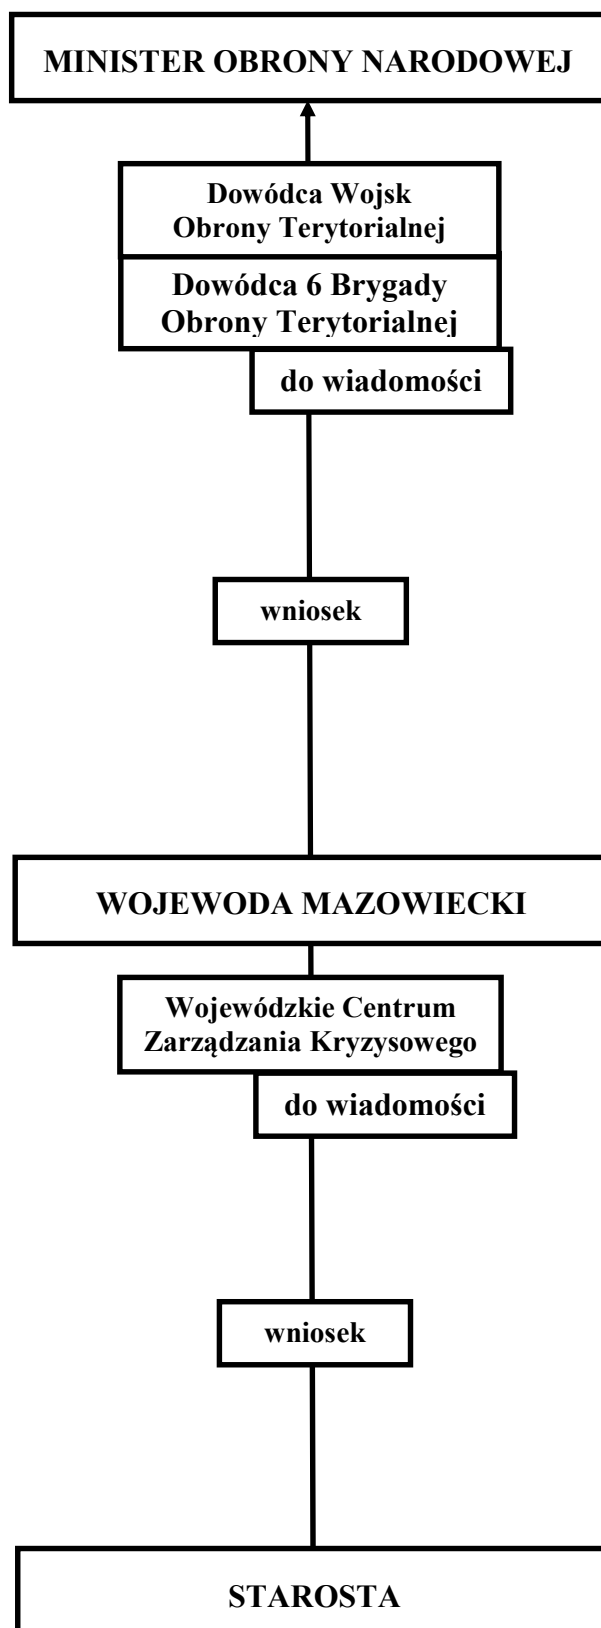 MINISTER OBRONY NARODOWEJ
Dowódca Wojsk
Obrony Terytorialnej
Dowódca 6 Brygady
Obrony Terytorialnej
do wiadomości
wniosek
WOJEWODA MAZOWIECKI
Wojewódzkie Centrum
Zarządzania Kryzysowego
do wiadomości
wniosek
STAROSTA